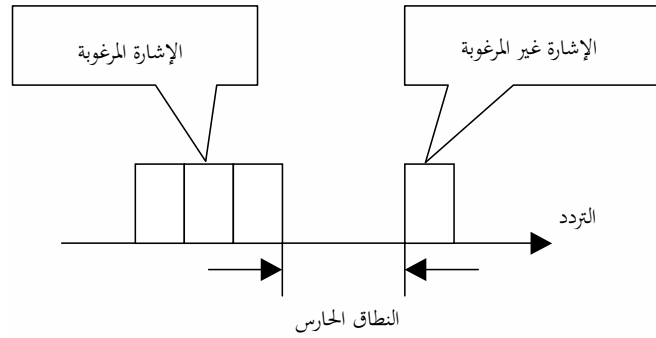 الإشارة المرغوبة
الإشارة غير المرغوبة
التردد
النطاق الحارس